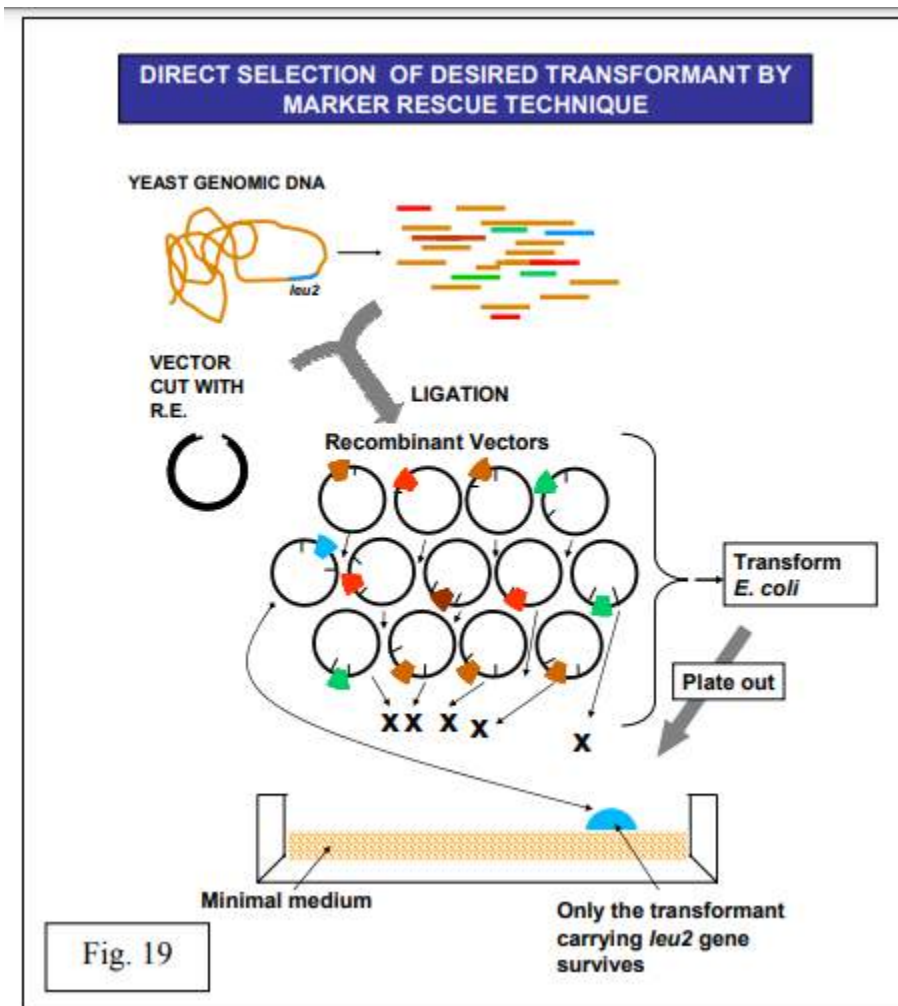 DIRECT SELECTION OF DESIRED TRANSFORMANT BY
MARKER RESCUE TECHNIQUE
YEAST GENOMIC DNA
leu2
VECTOR
CUT WITH
R.E.
LIGATION
Recombinant Vectors
Transform
E. coli
Plate out
X X X X
X
Minimal medium
Only the transformant
carrying leu2 gene
survives
Fig. 19